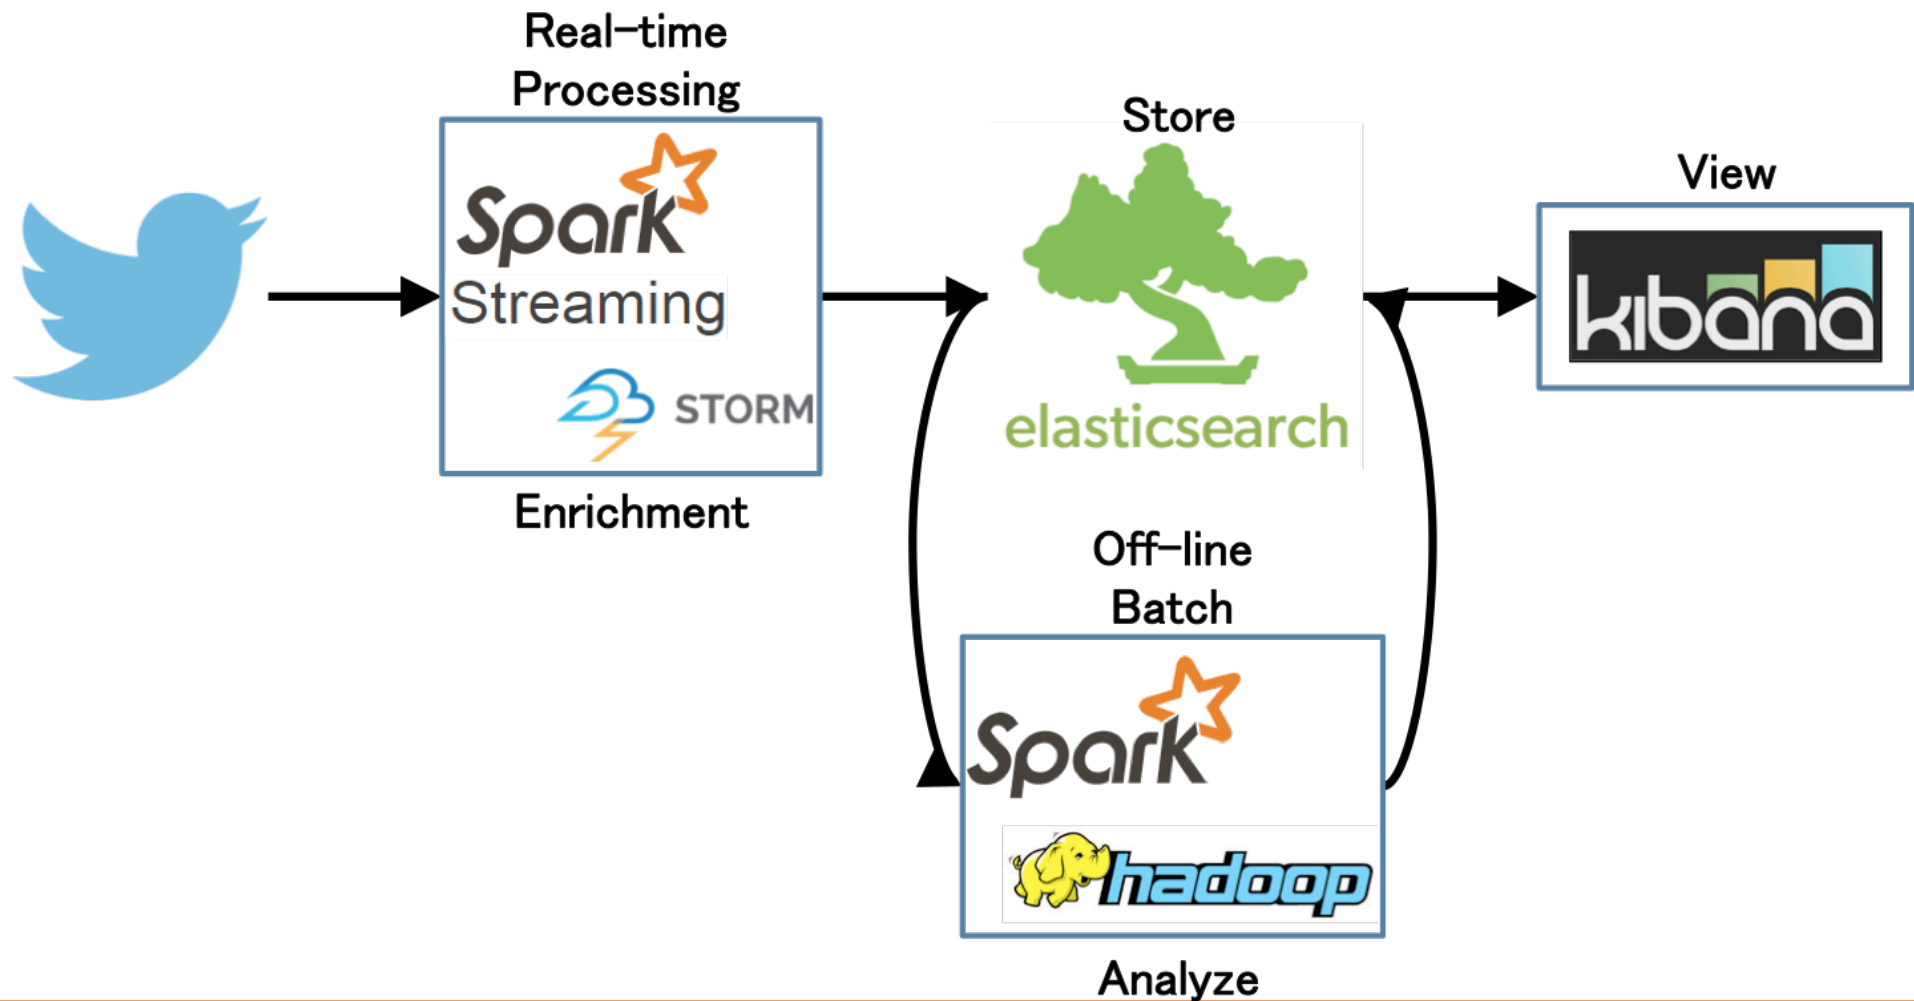 Real-time
Processing
Spark
Streaming
STORM
Enrichment
Store
elasticsearch
View
kibana
Off-line
Batch
Spark
hadoop
Analyze